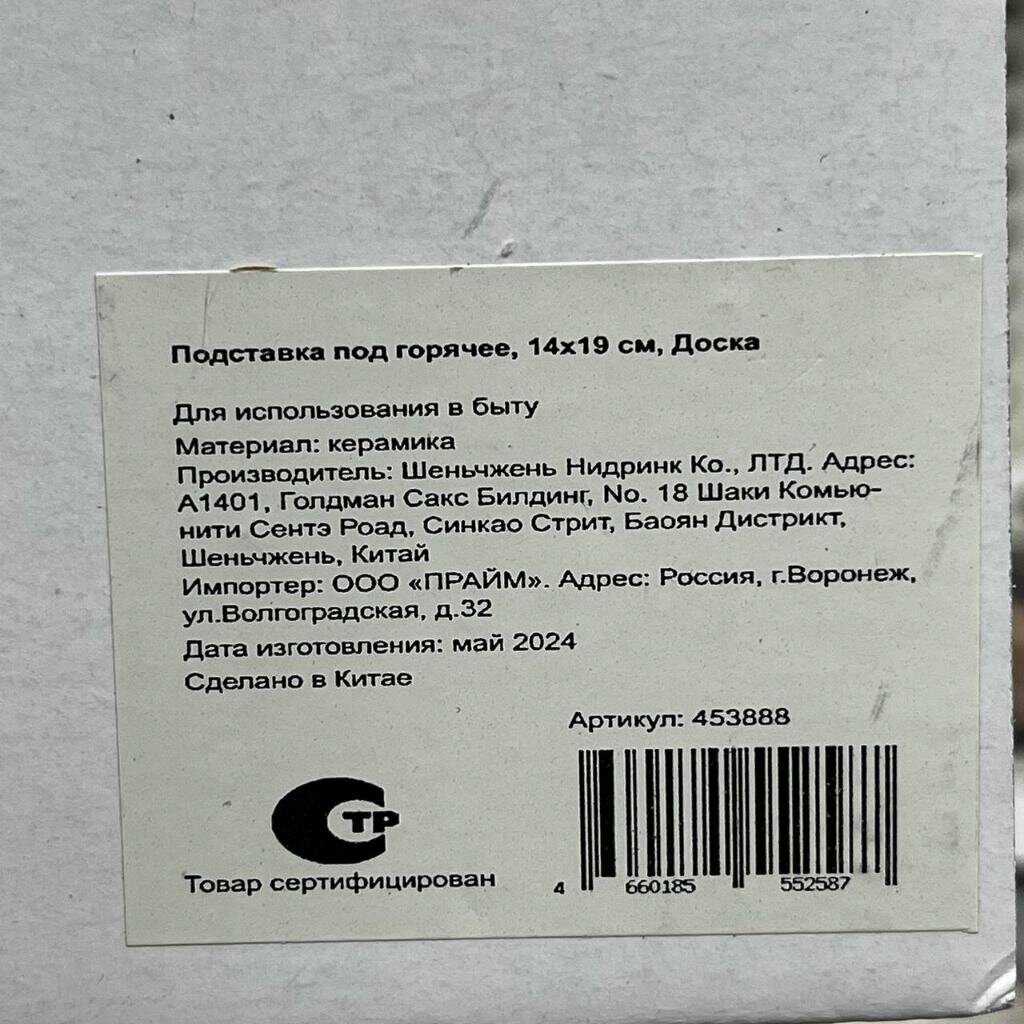 Подставка под горячее, 14х19 см, Доска
Для использования в быту
Материал: керамика
Производитель: Шеньчжень Нидринк Ко., ЛТД. Адрес:
А1401, Голдман Сакс Билдинг, No. 18 Шаки Комью-
нити Сентэ Роад, Синкао Стрит, Баоян Дистрикт,
Шеньчжень, Китай
Импортер: ООО «ПРАЙМ». Адрес: Россия, г.Воронеж,
ул.Волгоградская, д.32
Дата изготовления: май 2024
Сделано в Китае
Артикул: 453888
СТР
Товар сертифицирован
4 660185 552587